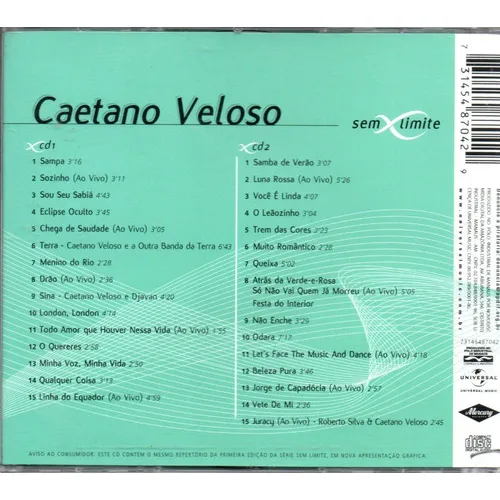 Caetano Veloso
sem limite
cd1
1 Sampa 3'16
2 Sozinho (Ao Vivo) 3'11
3 Sou Seu Sabiá 4'43
4 Eclipse Oculto 3'45
5 Chega de Saudade (Ao Vivo) 3'05
6 Terra - Caetano Veloso e a Outra Banda da Terra 6'43
7 Menino do Rio 2'28
8 Drão (Ao Vivo) 2'36
9 Sina - Caetano Veloso e Djavan 4'20
10 London, London 4'14
11 Todo Amor que Houver Nessa Vida (Ao Vivo) 1'55
12 O Quereres 2'58
13 Minha Voz, Minha Vida 2'50
14 Qualquer Coisa 3'13
15 Linha do Equador (Ao Vivo) 4'59
cd2
1 Samba de Verão 3'07
2 Luna Rossa (Ao Vivo) 5'26
3 Você É Linda 4'07
4 O Leãozinho 3'04
5 Trem das Cores 2'23
6 Muito Romântico 2'28
7 Queixa 5'02
8 Atrás da Verde-e-Rosa
Só Não Vai Quem Já Morreu (Ao Vivo) 5'05
Festa do Interior
9 Não Enche 3'29
10 Odara 7'17
11 Let's Face The Music And Dance (Ao Vivo) 4'18
12 Beleza Pura 3'46
13 Jorge de Capadócia (Ao Vivo) 2'57
14 Vete De Mi 2'36
15 Juracy (Ao Vivo) - Roberto Silva & Caetano Veloso 2'45
AVISO AO CONSUMIDOR: ESTE CD CONTEM O MESMO REPERTÓRIO DA PRIMEIRA EDIÇÃO DA SÉRIE SEM LIMITE, EM NOVA APRESENTAÇÃO GRÁFICA.
7 31454 87042 9
www.universalmusic.com.br
73145487042
UNIVERSAL
Mercury
COMPACT
disc
DIGITAL AUDIO